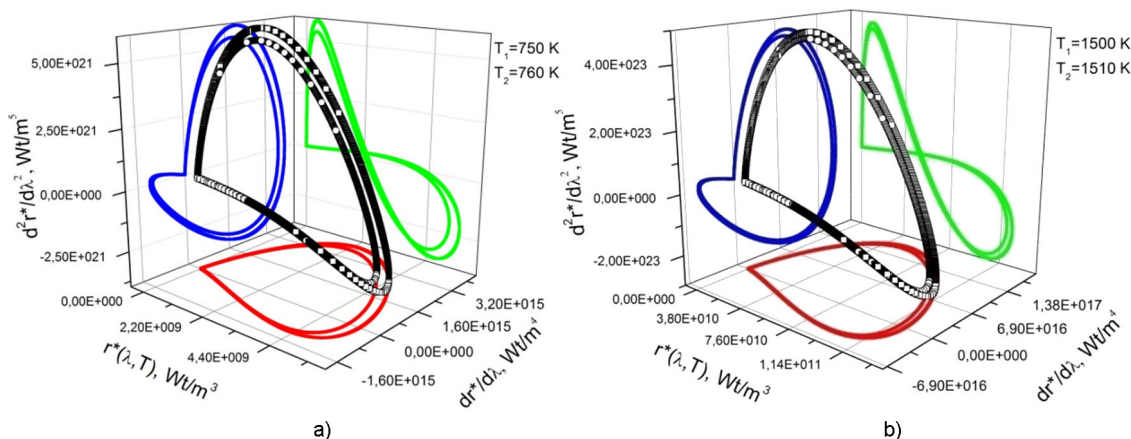 T₁=750 K
T₂=760 K
5,00E+021
2,50E+021
0,00E+000
-2,50E+021
d²r*/dλ², Wt/m⁵
0,00E+000
2,20E+009
4,40E+009
r*(λ,T), Wt/m³
3,20E+015
1,60E+015
0,00E+000
-1,60E+015
dr*/dλ, Wt/m⁴
a)
T₁=1500 K
T₂=1510 K
4,00E+023
2,00E+023
0,00E+000
-2,00E+023
d²r*/dλ², Wt/m⁵
0,00E+000
3,80E+010
7,60E+010
1,14E+011
r*(λ,T), Wt/m³
1,38E+017
6,90E+016
0,00E+000
-6,90E+016
dr*/dλ, Wt/m⁴
b)